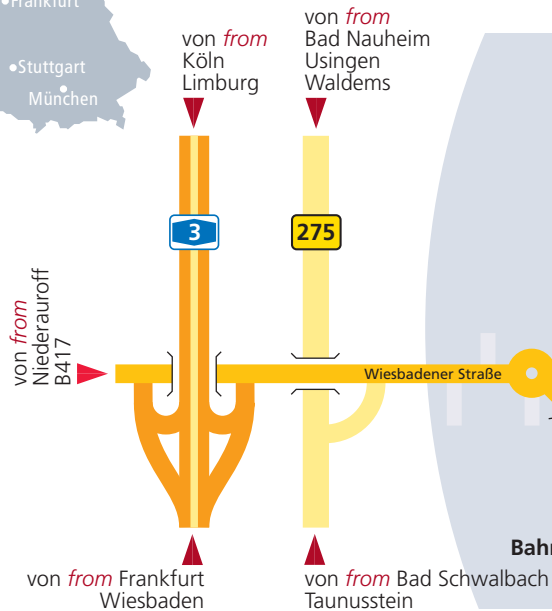 Frankfurt
Stuttgart
München
von from
Köln
Limburg
von from
Bad Nauheim
Usingen
Waldems
3
275
von from
Niederauroff
B417
Wiesbadener Straße
von from Frankfurt
Wiesbaden
von from Bad Schwalbach
Taunusstein